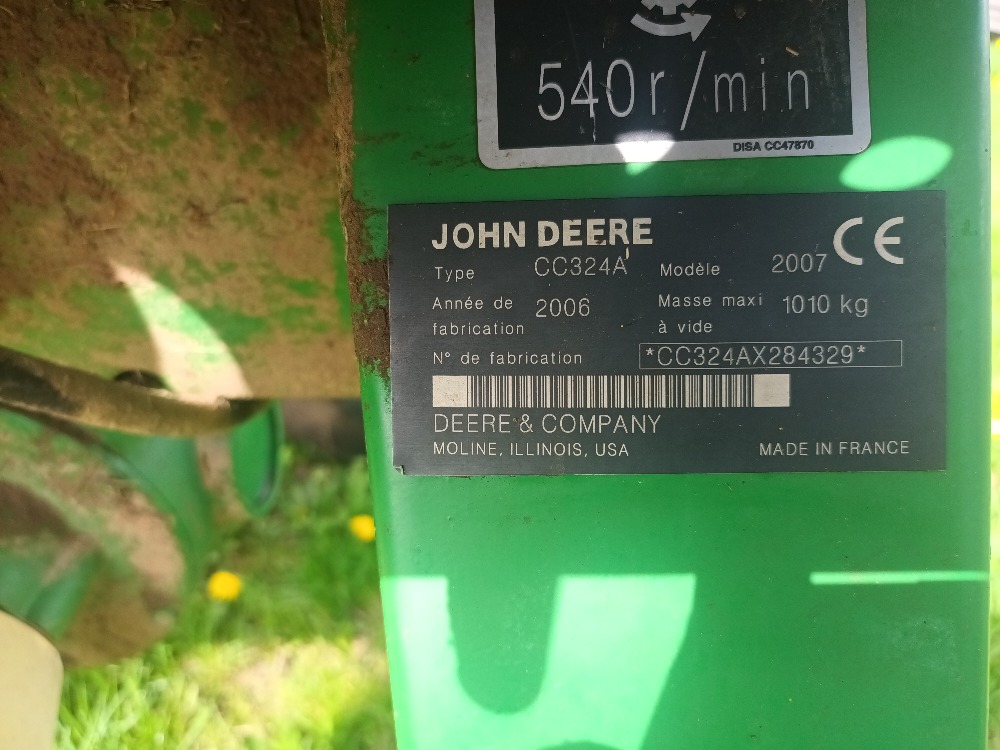 540r/min
DISA CC47870
JOHN DEERE CE
Type CC324A Modèle 2007
Année de fabrication 2006 Masse maxi à vide 1010 kg
N° de fabrication *CC324AX284329*
DEERE & COMPANY
MOLINE, ILLINOIS, USA MADE IN FRANCE